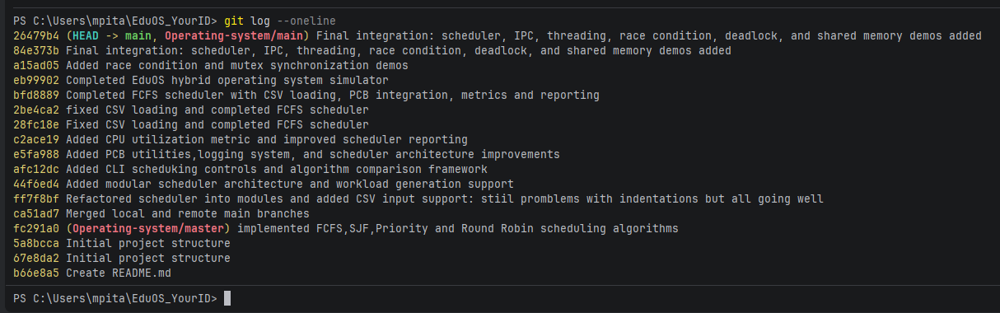 PS C:\Users\mpita\EduOS_YourID> git log --oneline
26479b4 (HEAD -> main, Operating-system/main) Final integration: scheduler, IPC, threading, race condition, deadlock, and shared memory demos added
84e373b Final integration: scheduler, IPC, threading, race condition, deadlock, and shared memory demos added
a15ad05 Added race condition and mutex synchronization demos
eb99902 Completed EduOS hybrid operating system simulator
bfd8889 Completed FCFS scheduler with CSV loading, PCB integration, metrics and reporting
2be4ca2 fixed CSV loading and completed FCFS scheduler
28fc18e Fixed CSV loading and completed FCFS scheduler
c2ace19 Added CPU utilization metric and improved scheduler reporting
e5fa988 Added PCB utilities,logging system, and scheduler architecture improvements
afc12dc Added CLI scheduking controls and algorithm comparison framework
44f6ed4 Added modular scheduler architecture and workload generation support
ff7f8bf Refactored scheduler into modules and added CSV input support: stiil promblems with indentations but all going well
ca51ad7 Merged local and remote main branches
fc291a0 (Operating-system/master) implemented FCFS,SJF,Priority and Round Robin scheduling algorithms
5a8bcca Initial project structure
67e8da2 Initial project structure
b66e8a5 Create README.md
PS C:\Users\mpita\EduOS_YourID>